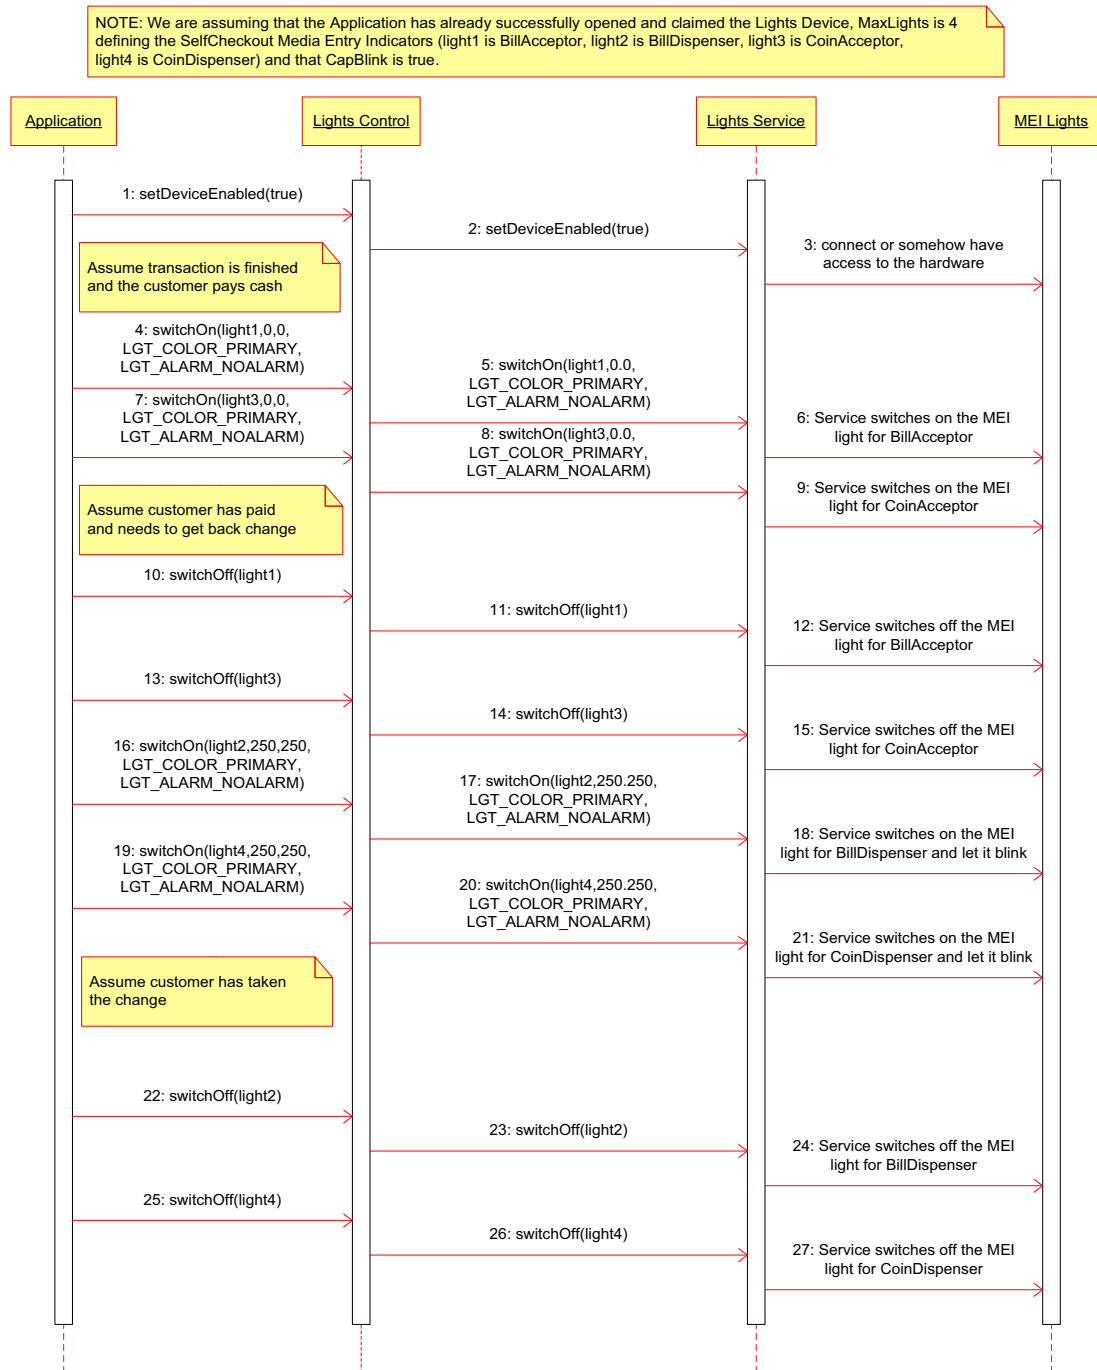 NOTE: We are assuming that the Application has already successfully opened and claimed the Lights Device, MaxLights is 4
defining the SelfCheckout Media Entry Indicators (light1 is BillAcceptor, light2 is BillDispenser, light3 is CoinAcceptor,
light4 is CoinDispenser) and that CapBlink is true.
Application
Lights Control
Lights Service
MEI Lights
1: setDeviceEnabled(true)
2: setDeviceEnabled(true)
3: connect or somehow have
access to the hardware
Assume transaction is finished
and the customer pays cash
4: switchOn(light1,0,0,
LGT_COLOR_PRIMARY,
LGT_ALARM_NOALARM)
5: switchOn(light1,0.0,
LGT_COLOR_PRIMARY,
LGT_ALARM_NOALARM)
6: Service switches on the MEI
light for BillAcceptor
7: switchOn(light3,0,0,
LGT_COLOR_PRIMARY,
LGT_ALARM_NOALARM)
8: switchOn(light3,0.0,
LGT_COLOR_PRIMARY,
LGT_ALARM_NOALARM)
9: Service switches on the MEI
light for CoinAcceptor
Assume customer has paid
and needs to get back change
10: switchOff(light1)
11: switchOff(light1)
12: Service switches off the MEI
light for BillAcceptor
13: switchOff(light3)
14: switchOff(light3)
15: Service switches off the MEI
light for CoinAcceptor
16: switchOn(light2,250,250,
LGT_COLOR_PRIMARY,
LGT_ALARM_NOALARM)
17: switchOn(light2,250.250,
LGT_COLOR_PRIMARY,
LGT_ALARM_NOALARM)
18: Service switches on the MEI
light for BillDispenser and let it blink
19: switchOn(light4,250,250,
LGT_COLOR_PRIMARY,
LGT_ALARM_NOALARM)
20: switchOn(light4,250.250,
LGT_COLOR_PRIMARY,
LGT_ALARM_NOALARM)
21: Service switches on the MEI
light for CoinDispenser and let it blink
Assume customer has taken
the change
22: switchOff(light2)
23: switchOff(light2)
24: Service switches off the MEI
light for BillDispenser
25: switchOff(light4)
26: switchOff(light4)
27: Service switches off the MEI
light for CoinDispenser